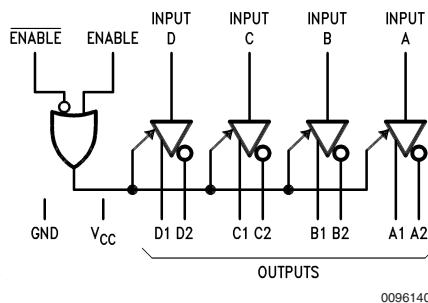 INPUT INPUT INPUT INPUT
ENABLE ENABLE D C B A
GND VCC D1 D2 C1 C2 B1 B2 A1 A2
OUTPUTS
0096140